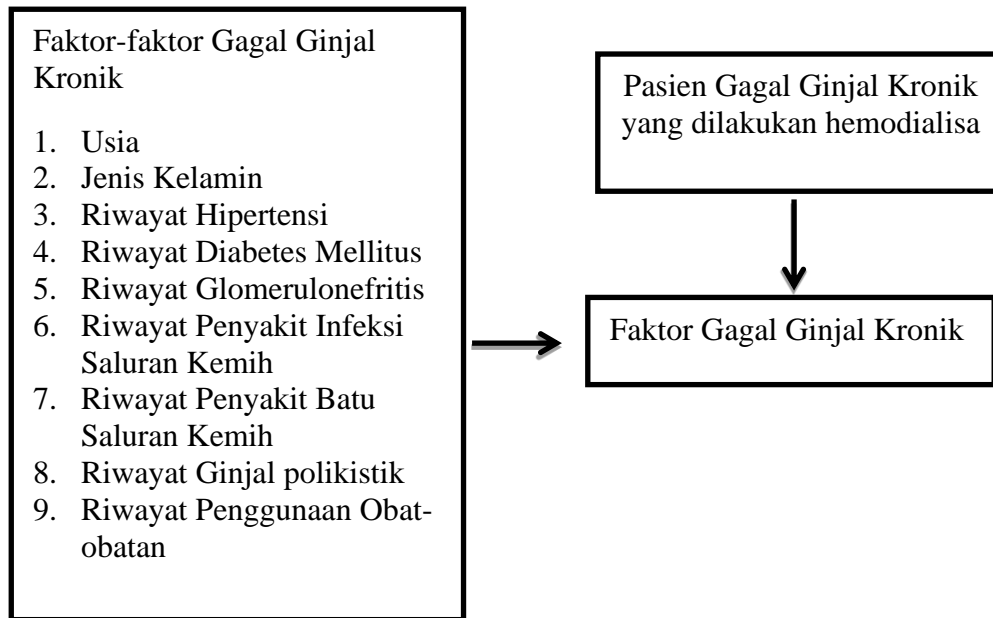 Faktor-faktor Gagal Ginjal
Kronik
1. Usia
2. Jenis Kelamin
3. Riwayat Hipertensi
4. Riwayat Diabetes Mellitus
5. Riwayat Glomerulonefritis
6. Riwayat Penyakit Infeksi
Saluran Kemih
7. Riwayat Penyakit Batu
Saluran Kemih
8. Riwayat Ginjal polikistik
9. Riwayat Penggunaan Obat-
obatan
Pasien Gagal Ginjal Kronik
yang dilakukan hemodialisa
Faktor Gagal Ginjal Kronik